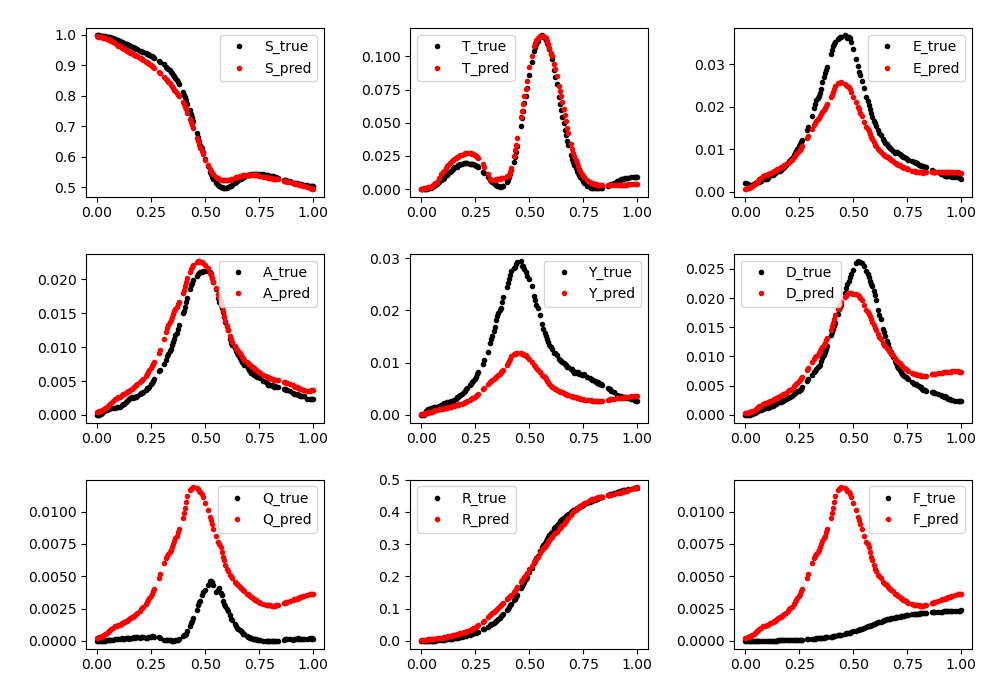 S_true
S_pred
1.0
0.9
0.8
0.7
0.6
0.5
0.00 0.25 0.50 0.75 1.00
T_true
T_pred
0.100
0.075
0.050
0.025
0.000
0.00 0.25 0.50 0.75 1.00
E_true
E_pred
0.03
0.02
0.01
0.00
0.00 0.25 0.50 0.75 1.00
A_true
A_pred
0.020
0.015
0.010
0.005
0.000
0.00 0.25 0.50 0.75 1.00
Y_true
Y_pred
0.03
0.02
0.01
0.00
0.00 0.25 0.50 0.75 1.00
D_true
D_pred
0.025
0.020
0.015
0.010
0.005
0.000
0.00 0.25 0.50 0.75 1.00
Q_true
Q_pred
0.0100
0.0075
0.0050
0.0025
0.0000
0.00 0.25 0.50 0.75 1.00
R_true
R_pred
0.5
0.4
0.3
0.2
0.1
0.0
0.00 0.25 0.50 0.75 1.00
F_true
F_pred
0.0100
0.0075
0.0050
0.0025
0.0000
0.00 0.25 0.50 0.75 1.00